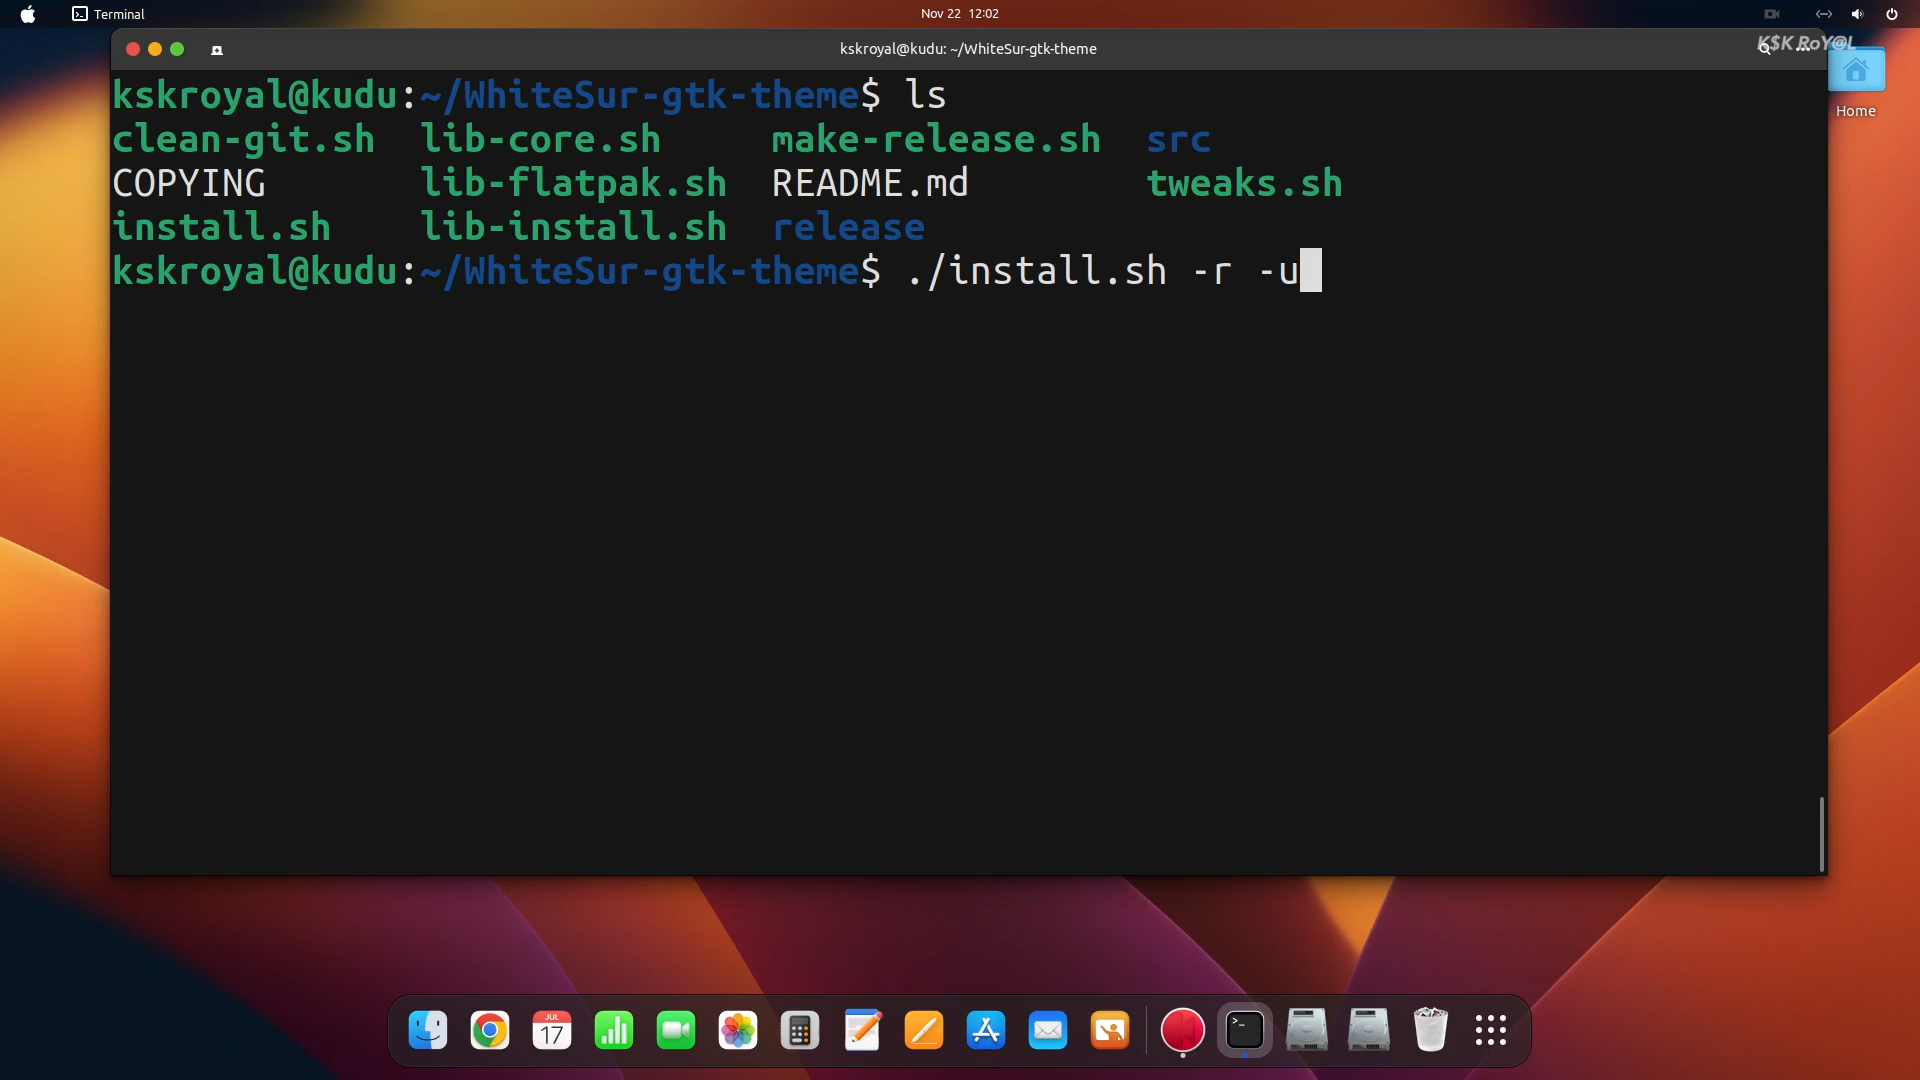 Terminal
Nov 22 12:02
kskroyal@kudu: ~/WhiteSur-gtk-theme
K$K RoY@L
Home
kskroyal@kudu:~/WhiteSur-gtk-theme$ ls
clean-git.sh lib-core.sh make-release.sh src
COPYING lib-flatpak.sh README.md tweaks.sh
install.sh lib-install.sh release
kskroyal@kudu:~/WhiteSur-gtk-theme$ ./install.sh -r -u
JUL
17